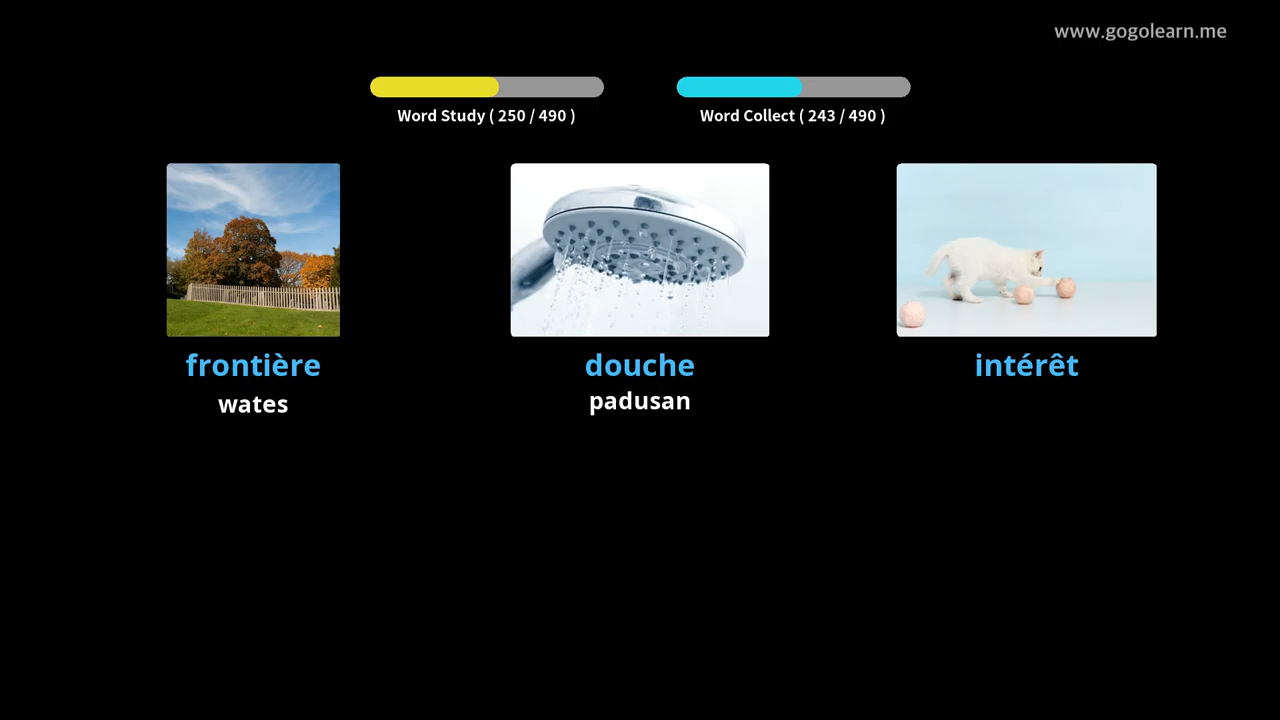 www.gogolearn.me
Word Study ( 250 / 490 )
Word Collect ( 243 / 490 )
frontière
douche
intérêt
wates
padusan